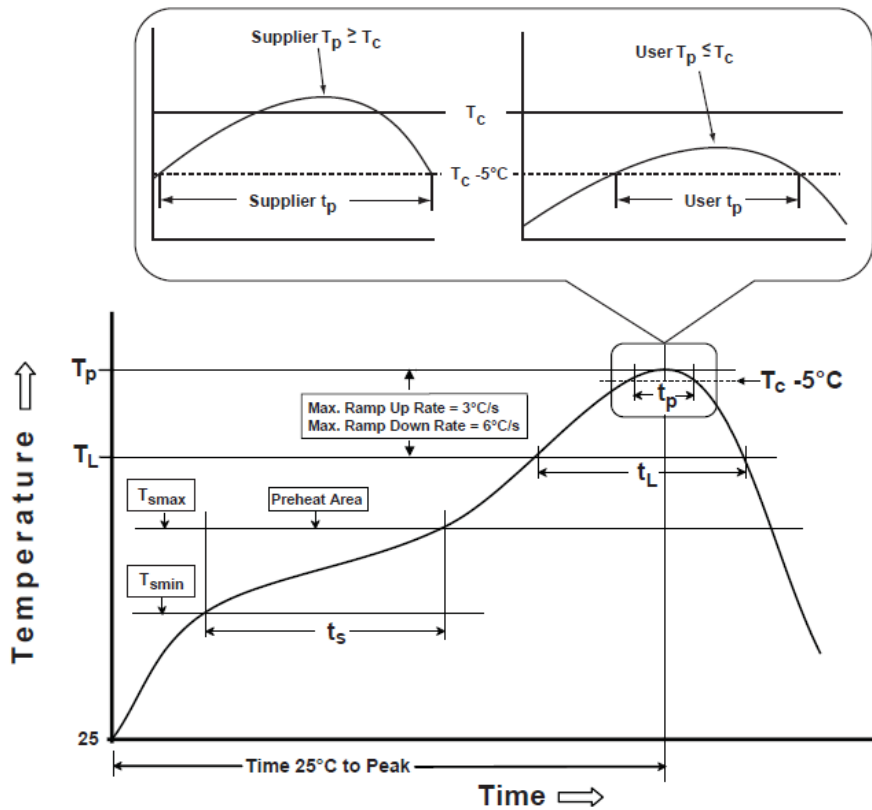 Supplier Tp ≥ Tc
User Tp ≤ Tc
Tc
Tc -5°C
Supplier tp
User tp
Tp
Tc -5°C
tp
Max. Ramp Up Rate = 3°C/s
Max. Ramp Down Rate = 6°C/s
TL
tL
Tsmax
Preheat Area
Tsmin
ts
Temperature
25
Time 25°C to Peak
Time